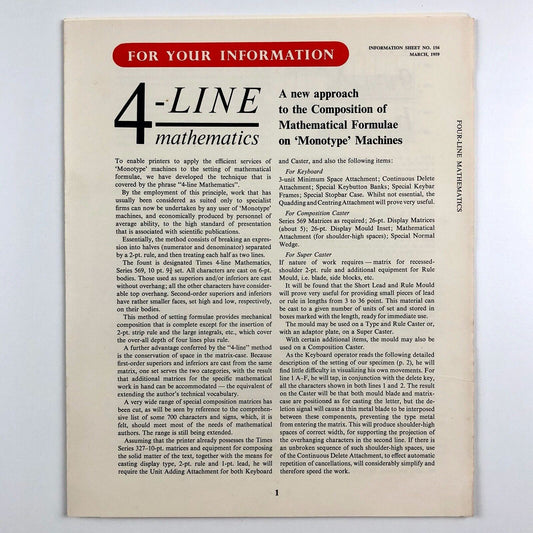 FOR YOUR INFORMATION
INFORMATION SHEET NO. 156
MARCH, 1959
4-LINE
mathematics
A new approach
to the Composition of
Mathematical Formulae
on ‘Monotype’ Machines
FOUR-LINE MATHEMATICS
To enable printers to apply the efficient services of
‘Monotype’ machines to the setting of mathematical
formulae, we have developed the technique that is
covered by the phrase “4-line Mathematics”.
By the employment of this principle, work that has
usually been considered as suited only to specialist
firms can now be undertaken by any user of ‘Monotype’
machines, and economically produced by personnel of
average ability, to the high standard of presentation
that is associated with scientific publications.
Essentially, the method consists of breaking an expres-
sion into halves (numerator and denominator) separated
by a 2-pt. rule, and then treating each half as two lines.
The fount is designated Times 4-line Mathematics,
Series 569, 10 pt. 9¾ set. All characters are cast on 6-pt.
bodies. Those used as superiors and/or inferiors are cast
without overhang; all the other characters have consider-
able top overhang. Second-order superiors and inferiors
have rather smaller faces, set high and low, respectively,
on their bodies.
This method of setting formulae provides mechanical
composition that is complete except for the insertion of
2-pt. strip rule and the large integrals, etc., which cover
the over-all depth of four lines plus rule.
A further advantage conferred by the “4-line” method
is the conservation of space in the matrix-case. Because
first-order superiors and inferiors are cast from the same
matrix, one set serves the two categories, with the result
that additional matrices for the specific mathematical
work in hand can be accommodated — the equivalent of
extending the author’s technical vocabulary.
A very wide range of special composition matrices has
been cut, as will be seen by reference to the comprehen-
sive list of some 700 characters and signs, which, it is
felt, should meet most of the needs of mathematical
authors. The range is still being extended.
Assuming that the printer already possesses the Times
Series 327–10-pt. matrices and equipment for composing
the solid matter of the text, together with the means for
casting display type, 2-pt. rule and 1-pt. lead, he will
require the Unit Adding Attachment for both Keyboard
and Caster, and also the following items:
For Keyboard
3-unit Minimum Space Attachment; Continuous Delete
Attachment; Special Keybutton Banks; Special Keybar
Frames; Special Stopbar Case. Whilst not essential, the
Quadding and Centring Attachment will prove very useful.
For Composition Caster
Series 569 Matrices as required; 26-pt. Display Matrices
(about 5); 26-pt. Display Mould Inset; Mathematical
Attachment (for shoulder-high spaces); Special Normal
Wedge.
For Super Caster
If nature of work requires — matrix for recessed-
shoulder 2-pt. rule and additional equipment for Rule
Mould, i.e. blade, side blocks, etc.
It will be found that the Short Lead and Rule Mould
will prove very useful for providing small pieces of lead
or rule in lengths from 3 to 36 point. This material can
be cast to a given number of units of set and stored in
boxes marked with the length, ready for immediate use.
The mould may be used on a Type and Rule Caster or,
with an adaptor plate, on a Super Caster.
With certain additional items, the mould may also be
used on a Composition Caster.
As the Keyboard operator reads the following detailed
description of the setting of our specimen (p. 2), he will
find little difficulty in visualizing his own movements. For
line 1 A–F, he will tap, in conjunction with the delete key,
all the characters shown in both lines 1 and 2. The result
on the Caster will be that both mould blade and matrix-
case are positioned as for casting the letter, but the de-
letion signal will cause a thin metal blade to be interposed
between these components, preventing the type metal
from entering the matrix. This will produce shoulder-high
spaces of correct width, for supporting the projection of
the overhanging characters in the second line. If there is
an unbroken sequence of such shoulder-high spaces, use
of the Continuous Delete Attachment, to effect automatic
repetition of cancellations, will considerably simplify and
therefore speed the work.
1